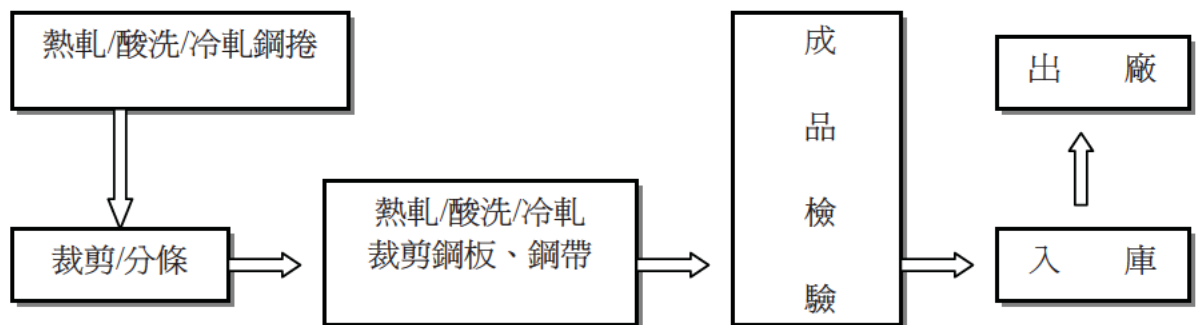 熱軋/酸洗/冷軋鋼捲
裁剪/分條
熱軋/酸洗/冷軋
裁剪鋼板、鋼帶
成
品
檢
驗
入 庫
出 廠